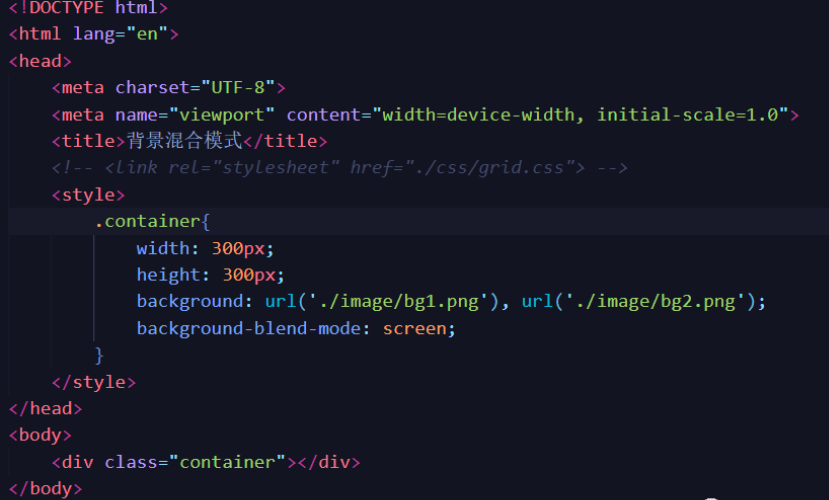 <!DOCTYPE html>
<html lang="en">
<head>
    <meta charset="UTF-8">
    <meta name="viewport" content="width=device-width, initial-scale=1.0">
    <title>背景混合模式</title>
    <!-- <link rel="stylesheet" href="./css/grid.css"> -->
    <style>
        .container{
            width: 300px;
            height: 300px;
            background: url('./image/bg1.png'), url('./image/bg2.png');
            background-blend-mode: screen;
        }
    </style>
</head>
<body>
    <div class="container"></div>
</body>